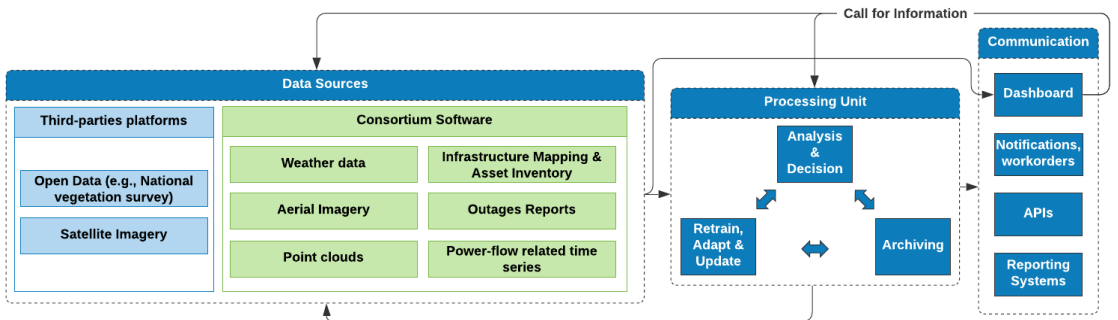 Call for Information
Data Sources
Third-parties platforms
Open Data (e.g., National
vegetation survey)
Satellite Imagery
Consortium Software
Weather data
Infrastructure Mapping &
Asset Inventory
Aerial Imagery
Outages Reports
Point clouds
Power-flow related time
series
Processing Unit
Analysis
&
Decision
Retrain,
Adapt &
Update
Archiving
Communication
Dashboard
Notifications,
workorders
APIs
Reporting
Systems